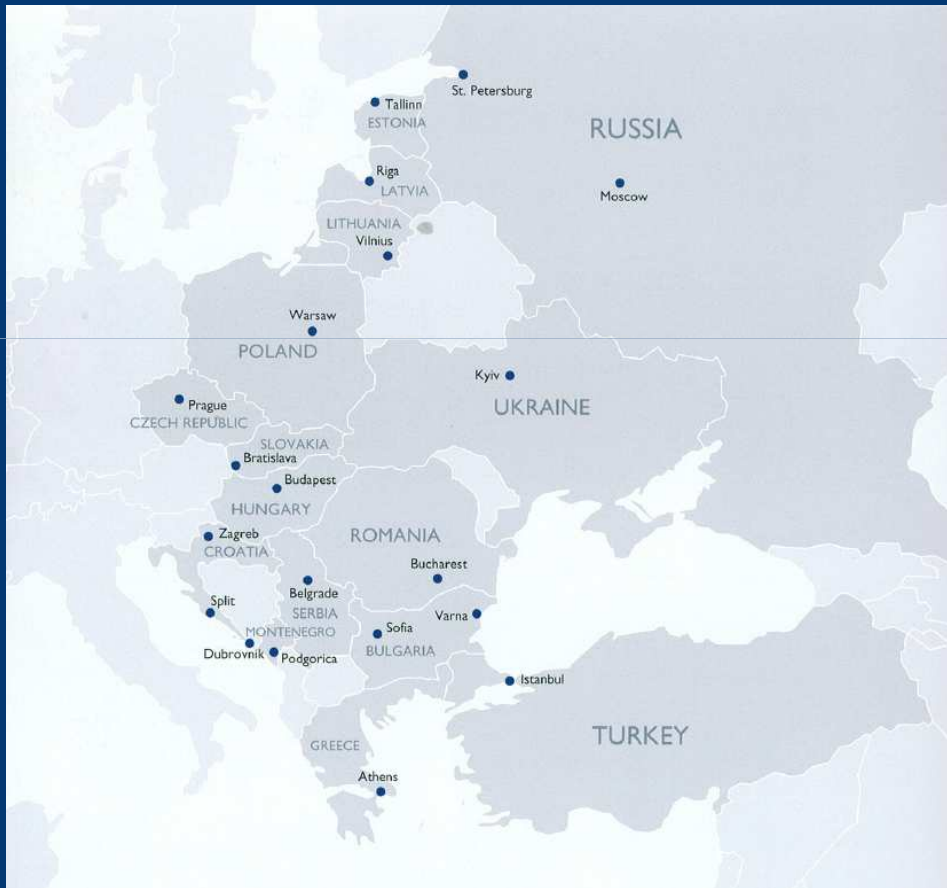 St. Petersburg
Tallinn
ESTONIA
RUSSIA
Riga
LATVIA
Moscow
LITHUANIA
Vilnius
Warsaw
POLAND
Kyiv
UKRAINE
Prague
CZECH REPUBLIC
SLOVAKIA
Bratislava
Budapest
HUNGARY
Zagreb
CROATIA
ROMANIA
Bucharest
Belgrade
SERBIA
Split
MONTENEGRO
Varna
Sofia
BULGARIA
Dubrovnik
Podgorica
Istanbul
TURKEY
GREECE
Athens